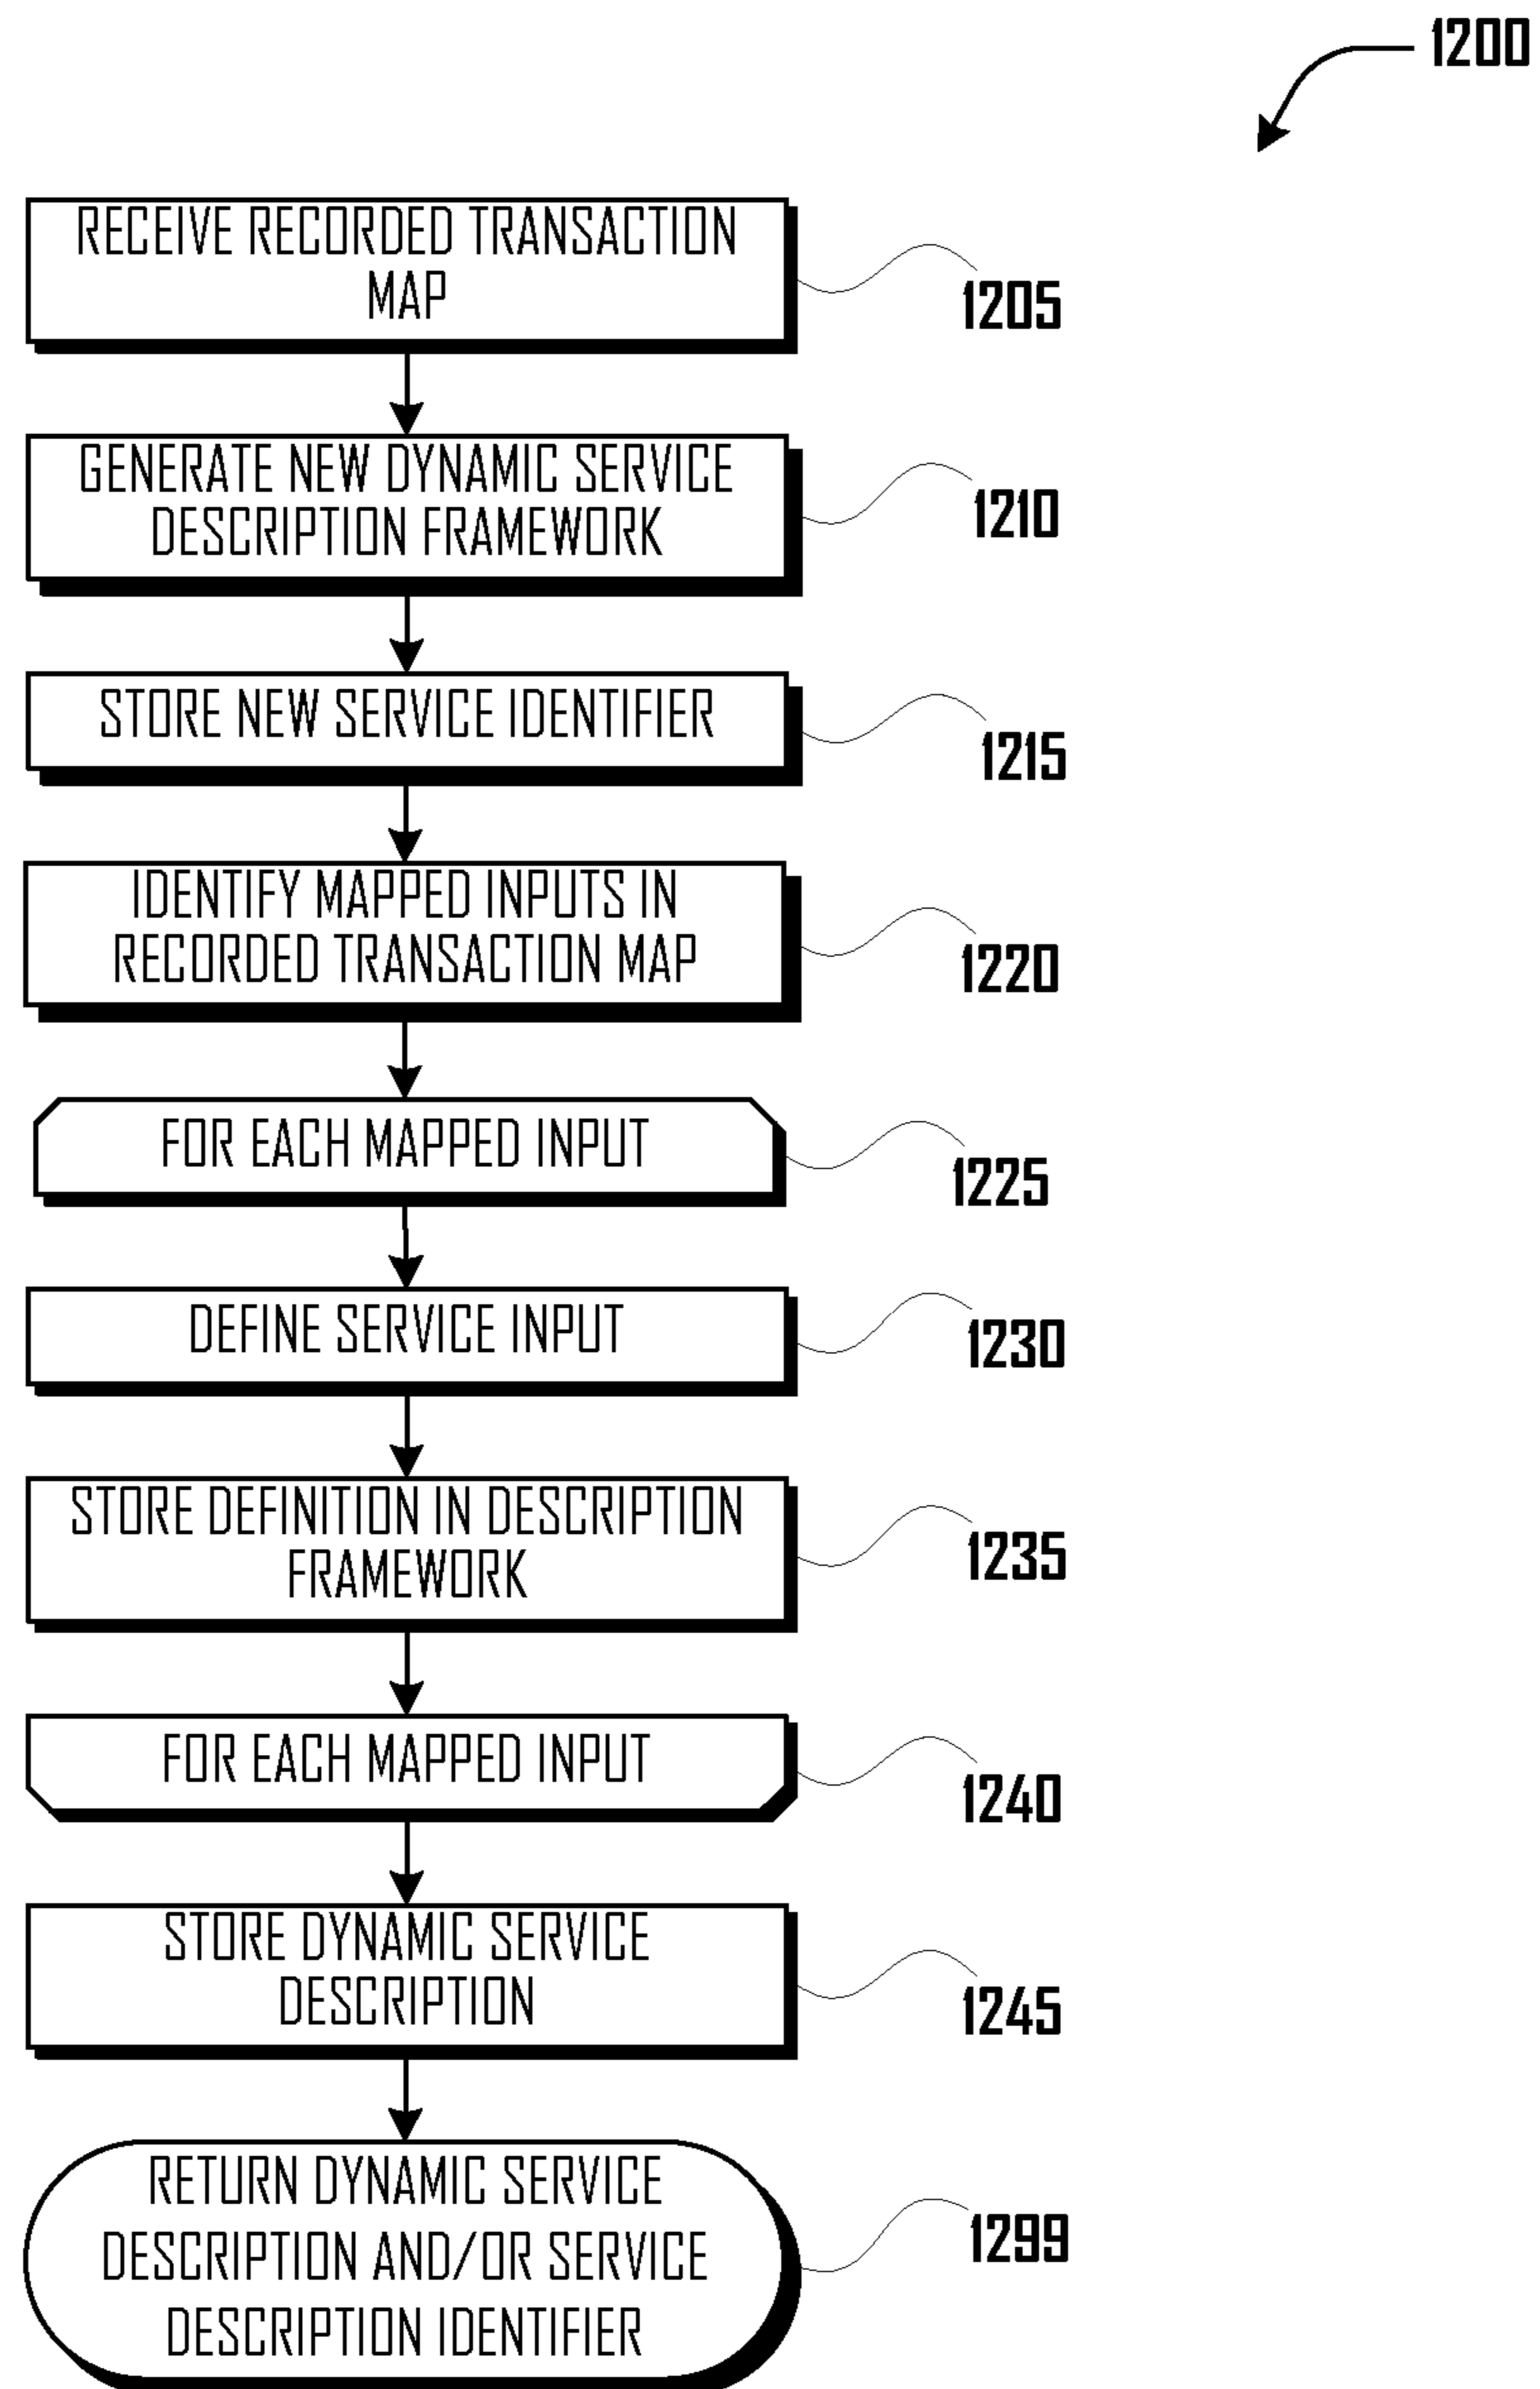 1200
RECEIVE RECORDED TRANSACTION
MAP
1205
GENERATE NEW DYNAMIC SERVICE
DESCRIPTION FRAMEWORK
1210
STORE NEW SERVICE IDENTIFIER
1215
IDENTIFY MAPPED INPUTS IN
RECORDED TRANSACTION MAP
1220
FOR EACH MAPPED INPUT
1225
DEFINE SERVICE INPUT
1230
STORE DEFINITION IN DESCRIPTION
FRAMEWORK
1235
FOR EACH MAPPED INPUT
1240
STORE DYNAMIC SERVICE
DESCRIPTION
1245
RETURN DYNAMIC SERVICE
DESCRIPTION AND/OR SERVICE
DESCRIPTION IDENTIFIER
1299